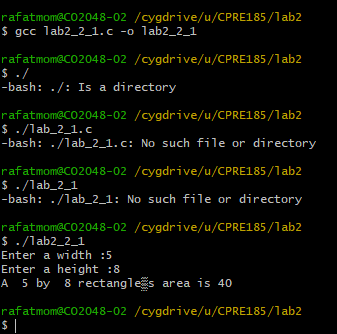 rafatmom@CO2048-02 /cygdrive/u/CPRE185/lab2
$ gcc lab2_2_1.c -o lab2_2_1
rafatmom@CO2048-02 /cygdrive/u/CPRE185/lab2
$ ./
-bash: ./: Is a directory
rafatmom@CO2048-02 /cygdrive/u/CPRE185/lab2
$ ./lab_2_1.c
-bash: ./lab_2_1.c: No such file or directory
rafatmom@CO2048-02 /cygdrive/u/CPRE185/lab2
$ ./lab_2_1
-bash: ./lab_2_1: No such file or directory
rafatmom@CO2048-02 /cygdrive/u/CPRE185/lab2
$ ./lab2_2_1
Enter a width :5
Enter a height :8
A  5 by  8 rectangle▒s area is 40
rafatmom@CO2048-02 /cygdrive/u/CPRE185/lab2
$